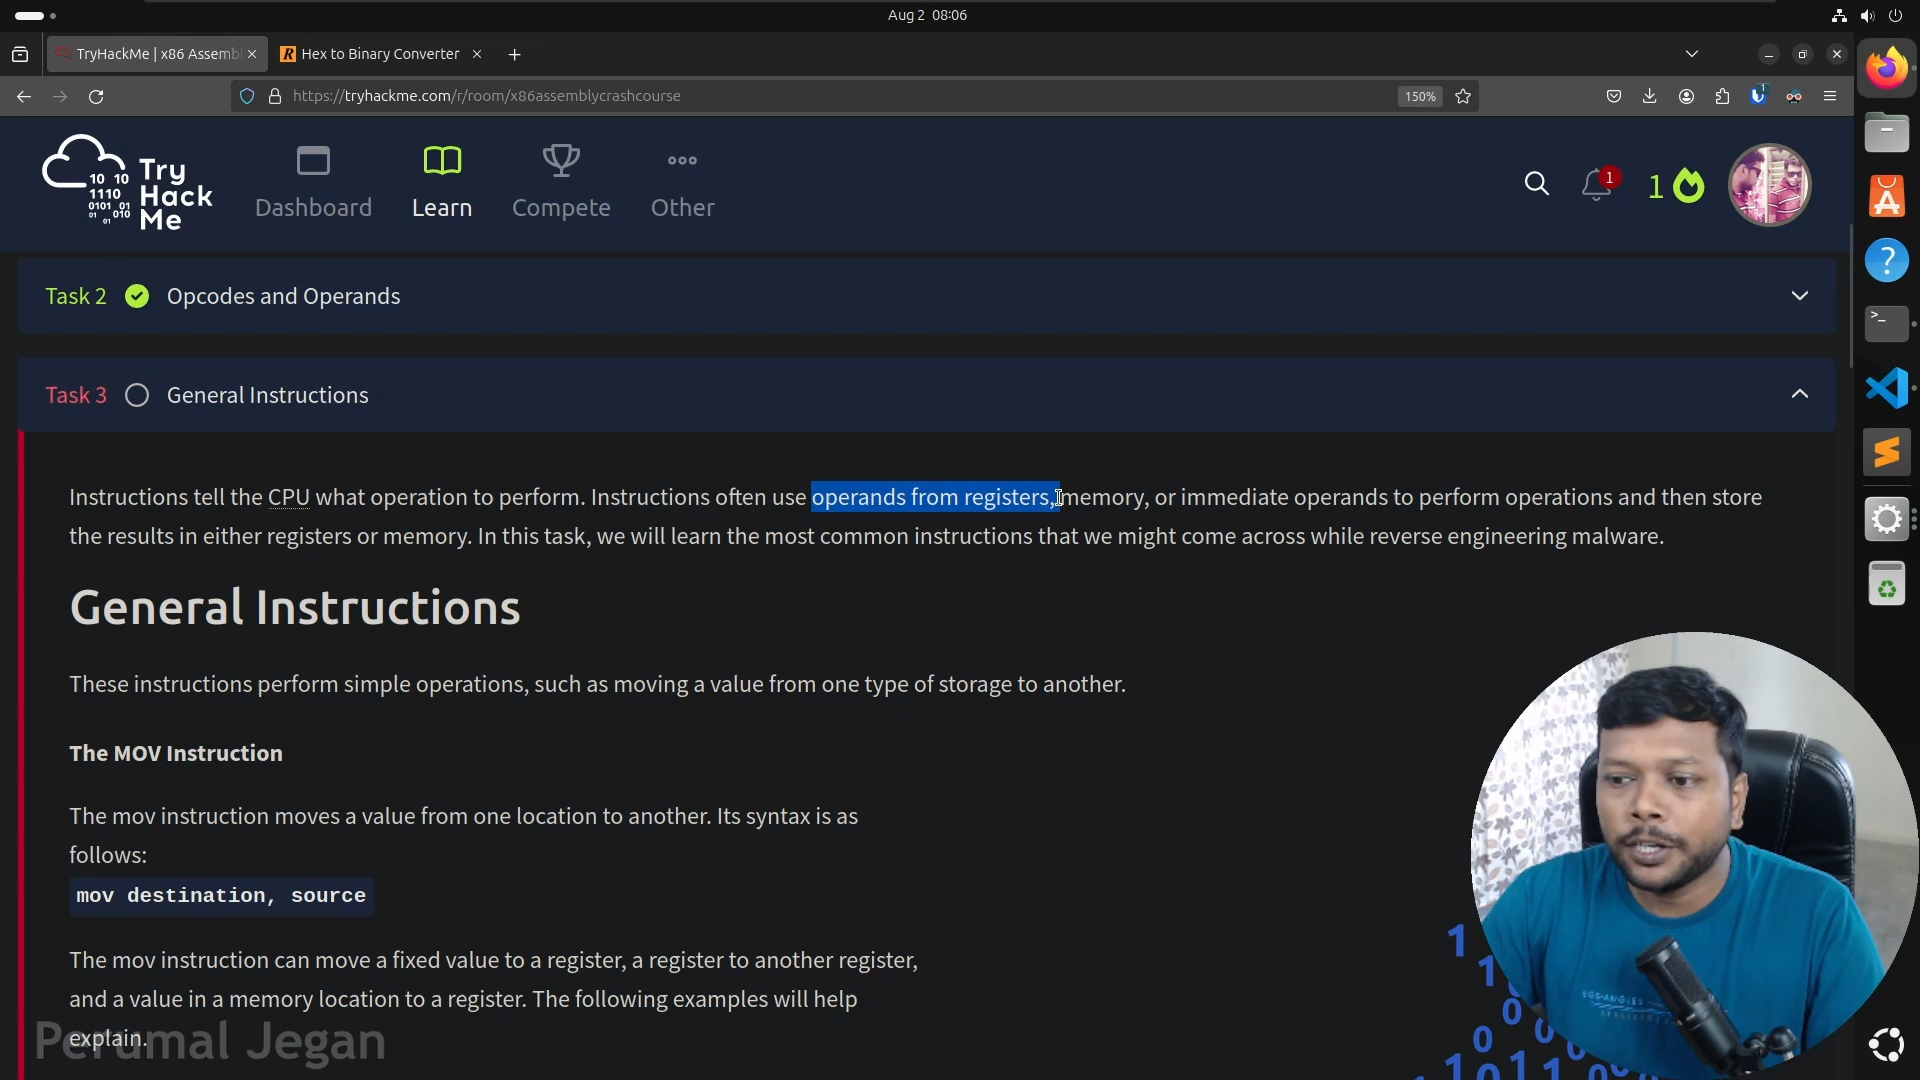 Aug 2 08:06
TryHackMe | x86 Assembl
Hex to Binary Converter
https://tryhackme.com/r/room/x86assemblycrashcourse
150%
1
Try
Hack
Me
10 10
1110
0101 01
01 010
Dashboard
Learn
Compete
Other
1
1
Task 2
Opcodes and Operands
Task 3
General Instructions
Instructions tell the CPU what operation to perform. Instructions often use operands from registers, memory, or immediate operands to perform operations and then store
the results in either registers or memory. In this task, we will learn the most common instructions that we might come across while reverse engineering malware.
General Instructions
These instructions perform simple operations, such as moving a value from one type of storage to another.
The MOV Instruction
The mov instruction moves a value from one location to another. Its syntax is as
follows:
mov destination, source
The mov instruction can move a fixed value to a register, a register to another register,
and a value in a memory location to a register. The following examples will help
explain.
Perumal Jegan